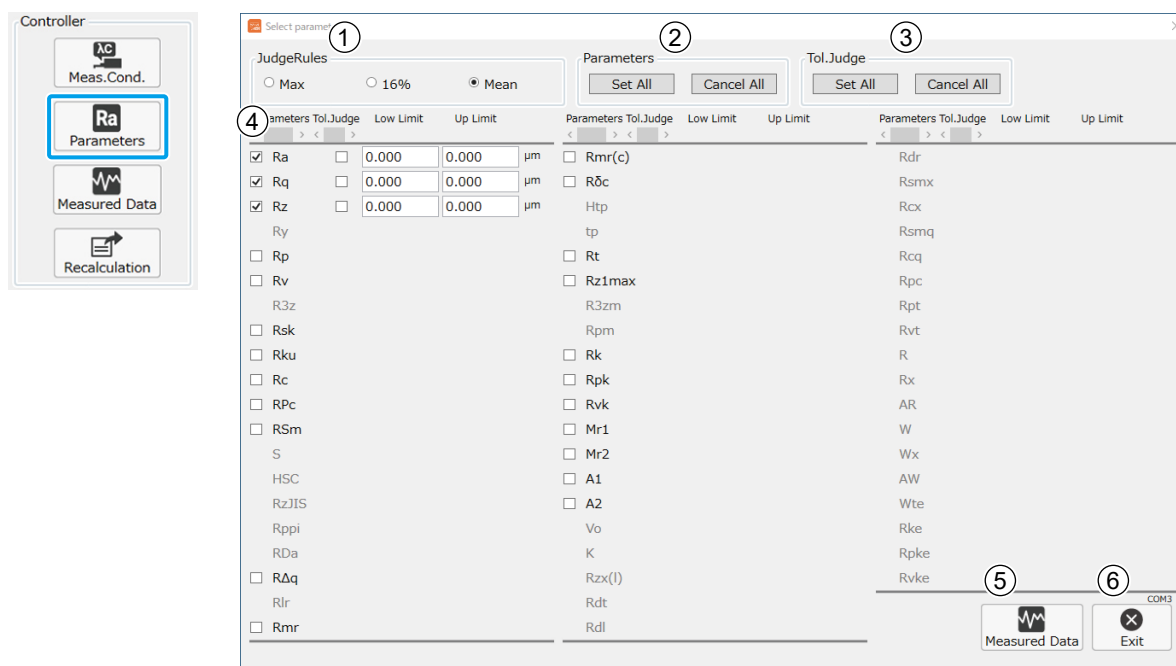 Controller
λC
Meas.Cond.
Ra
Parameters
Measured Data
Recalculation
Select parame
1
2
3
JudgeRules
Max
16%
Mean
Parameters
Set All
Cancel All
Tol.Judge
Set All
Cancel All
4
ameters Tol.Judge Low Limit Up Limit
Parameters Tol.Judge Low Limit Up Limit
Parameters Tol.Judge Low Limit Up Limit
Ra 0.000 0.000 µm
Rq 0.000 0.000 µm
Rz 0.000 0.000 µm
Ry
Rp
Rv
R3z
Rsk
Rku
Rc
RPc
RSm
S
HSC
RzJIS
Rppi
RDa
RΔq
Rlr
Rmr
Rmr(c)
Rδc
Htp
tp
Rt
Rz1max
R3zm
Rpm
Rk
Rpk
Rvk
Mr1
Mr2
A1
A2
Vo
K
Rzx(l)
Rdt
Rdl
Rdr
Rsmx
Rcx
Rsmq
Rcq
Rpc
Rpt
Rvt
R
Rx
AR
W
Wx
AW
Wte
Rke
Rpke
Rvke
5
6
COM3
Measured Data
Exit